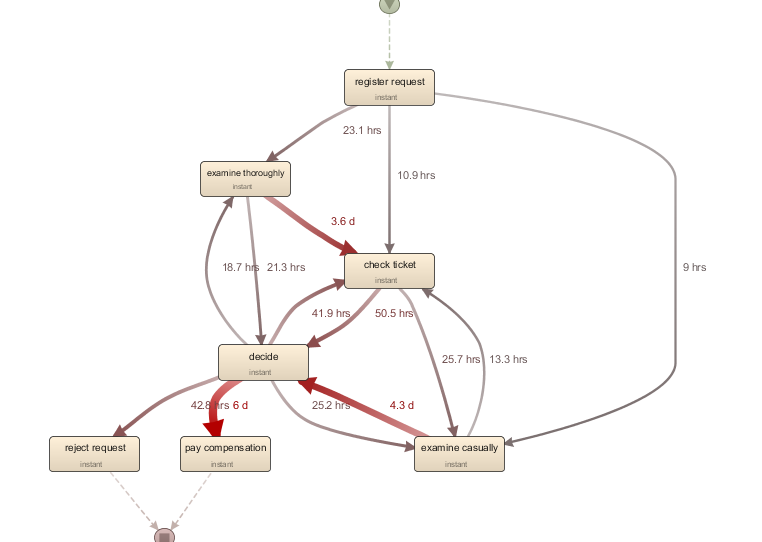 register request
instant
23.1 hrs
10.9 hrs
examine thoroughly
instant
3.6 d
check ticket
instant
18.7 hrs
21.3 hrs
9 hrs
41.9 hrs
50.5 hrs
decide
instant
25.7 hrs
13.3 hrs
42.8 hrs
6 d
25.2 hrs
4.3 d
reject request
instant
pay compensation
instant
examine casually
instant